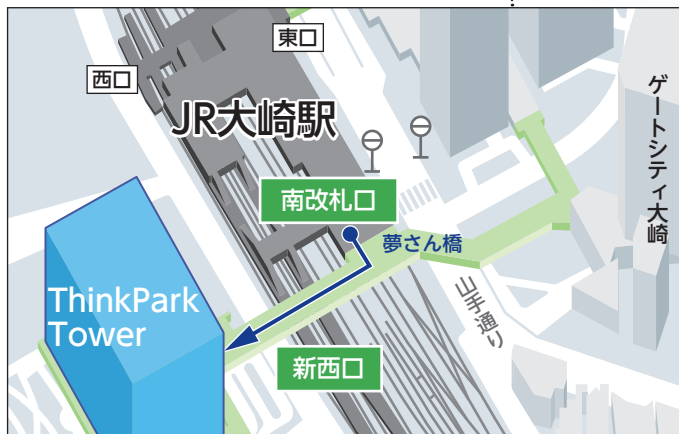 東口
西口
JR大崎駅
ゲートシティ大崎
南改札口
夢さん橋
山手通り
ThinkPark
Tower
新西口